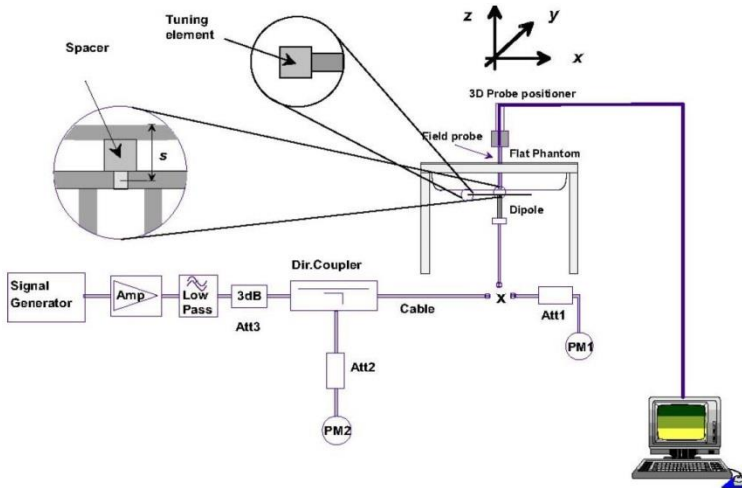 Tuning
element
Spacer
s
z
y
x
3D Probe positioner
Field probe
Flat Phantom
Dipole
Signal
Generator
Amp
Low
Pass
3dB
Att3
Dir.Coupler
Cable
x
Att1
PM1
Att2
PM2